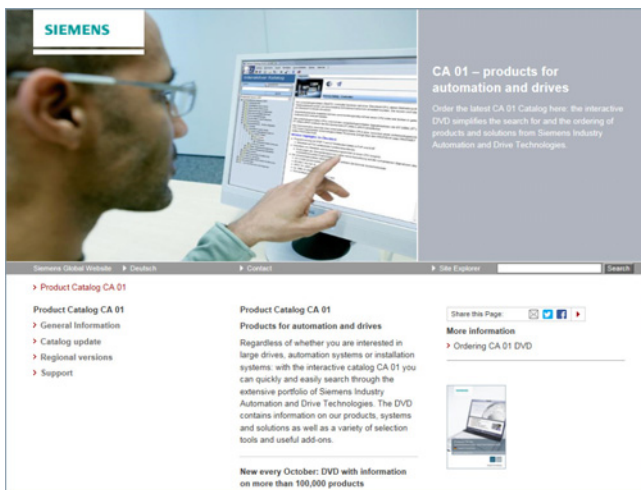 SIEMENS
CA 01 – products for
automation and drives
Order the latest CA 01 Catalog here: the interactive
DVD simplifies the search for and the ordering of
products and solutions from Siemens Industry
Automation and Drive Technologies.
Siemens Global Website Deutsch Contact Site Explorer Search
Product Catalog CA 01
Product Catalog CA 01
General Information
Catalog update
Regional versions
Support
Product Catalog CA 01
Products for automation and drives
Regardless of whether you are interested in
large drives, automation systems or installation
systems: with the interactive catalog CA 01 you
can quickly and easily search through the
extensive portfolio of Siemens Industry
Automation and Drive Technologies. The DVD
contains information on our products, systems
and solutions as well as a variety of selection
tools and useful add-ons.
New every October: DVD with information
on more than 100,000 products
Share this Page:
More information
Ordering CA 01 DVD
SIEMENS